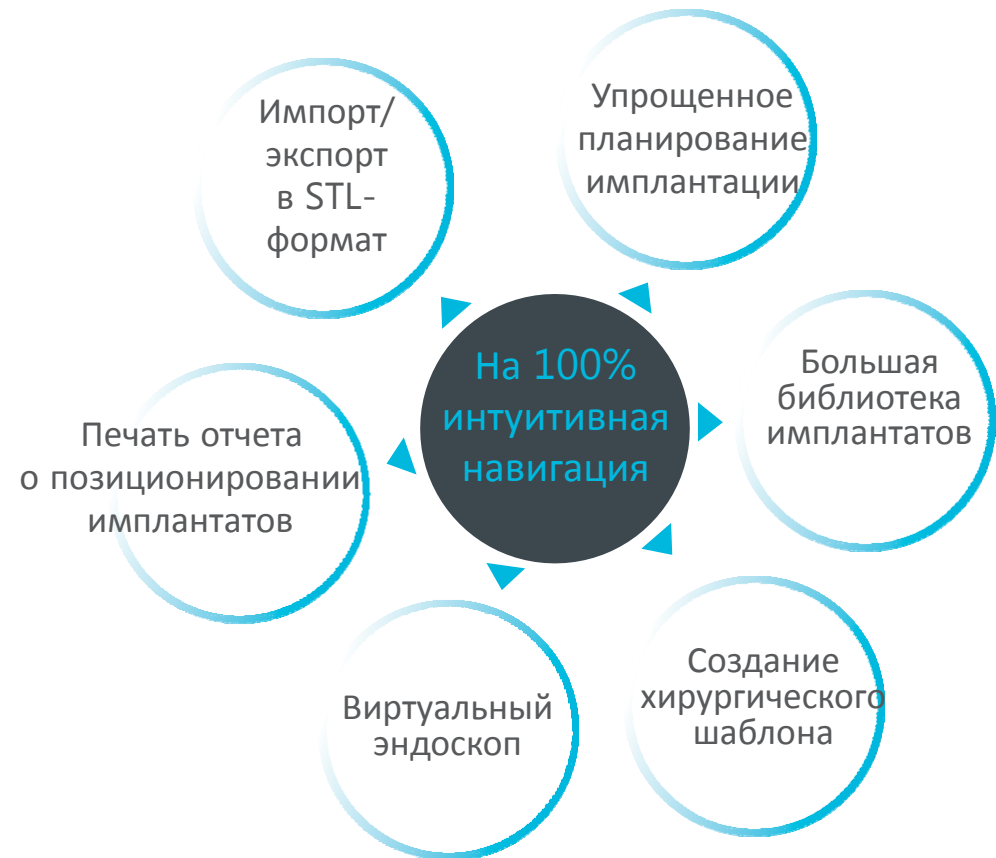 Импорт/
экспорт
в STL-
формат
Упрощенное
планирование
имплантации
На 100%
интуитивная
навигация
Большая
библиотека
имплантатов
Печать отчета
о позиционировании
имплантатов
Виртуальный
эндоскоп
Создание
хирургического
шаблона